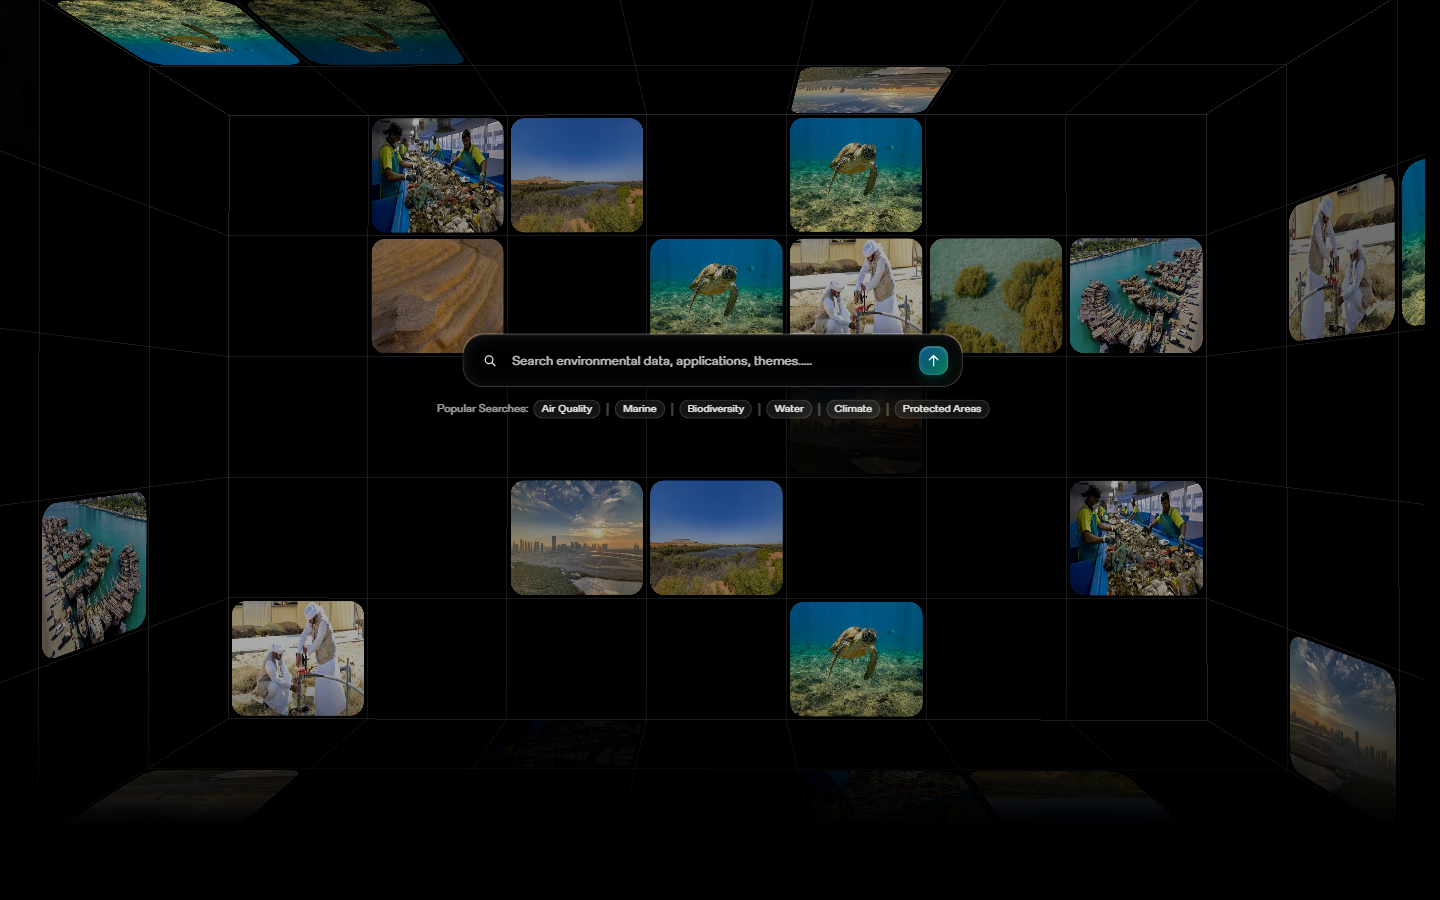 Search environmental data, applications, themes.....
Popular Searches: Air Quality | Marine | Biodiversity | Water | Climate | Protected Areas